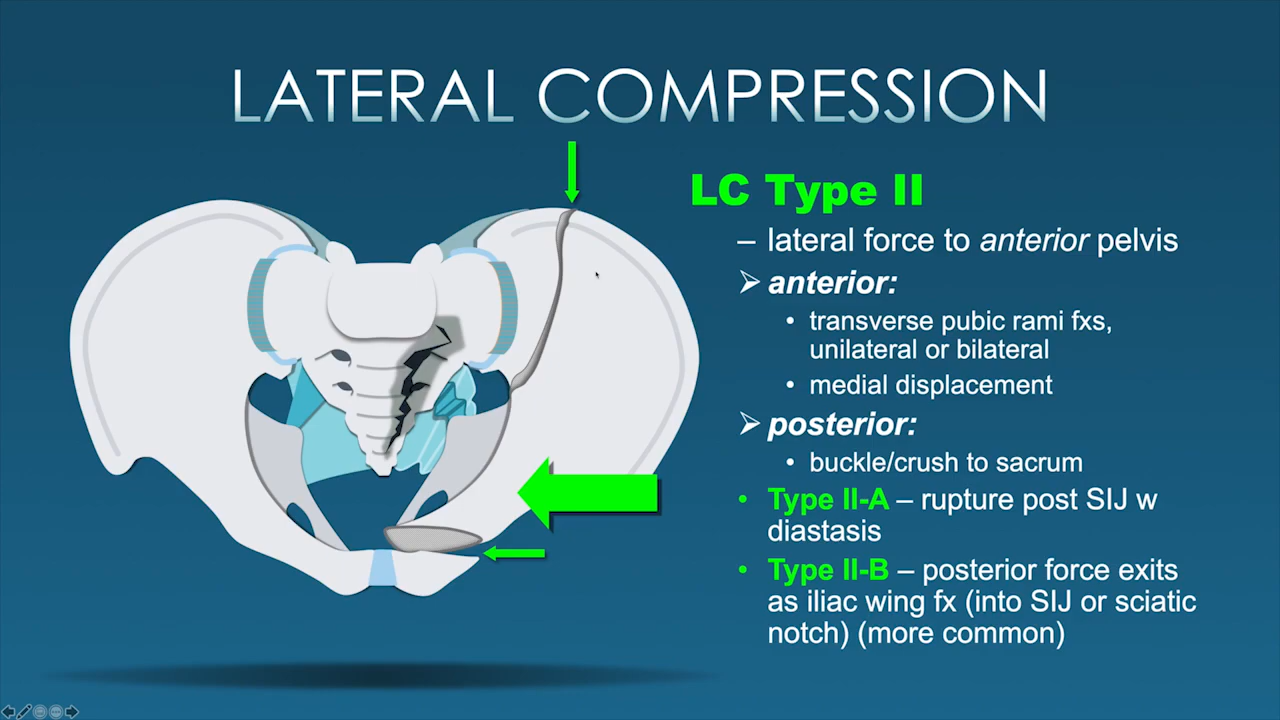 LATERAL COMPRESSION
LC Type II
– lateral force to anterior pelvis
➢ anterior:
• transverse pubic rami fxs,
unilateral or bilateral
• medial displacement
➢ posterior:
• buckle/crush to sacrum
• Type II-A – rupture post SIJ w
diastasis
• Type II-B – posterior force exits
as iliac wing fx (into SIJ or sciatic
notch) (more common)